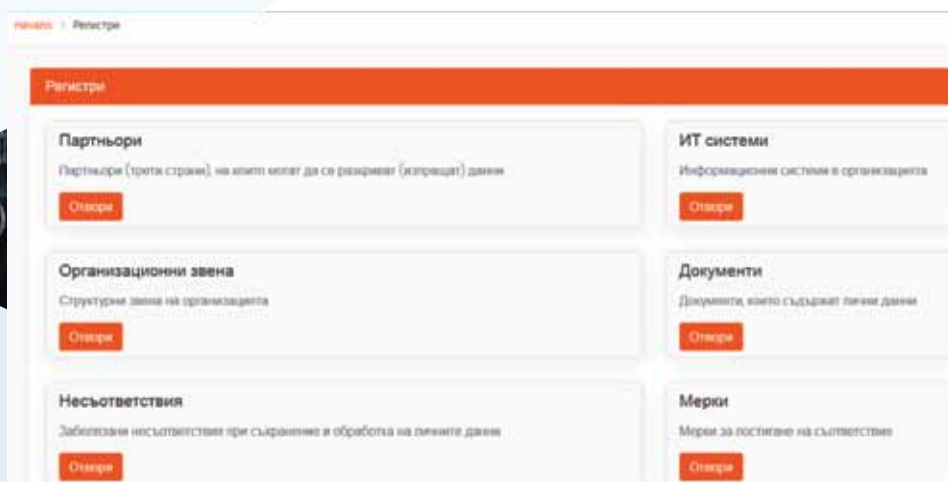 Регистри
Регистри
Партньори
Партньори (трети страни), на които могат да се разкриват (изпращат) данни
Отвори
ИТ системи
Информационни системи в организацията
Отвори
Организационни звена
Структурни звена на организацията
Отвори
Документи
Документи, които съдържат лични данни
Отвори
Несъответствия
Забелязани несъответствия при съхранение и обработка на личните данни
Отвори
Мерки
Мерки за постигане на съответствие
Отвори